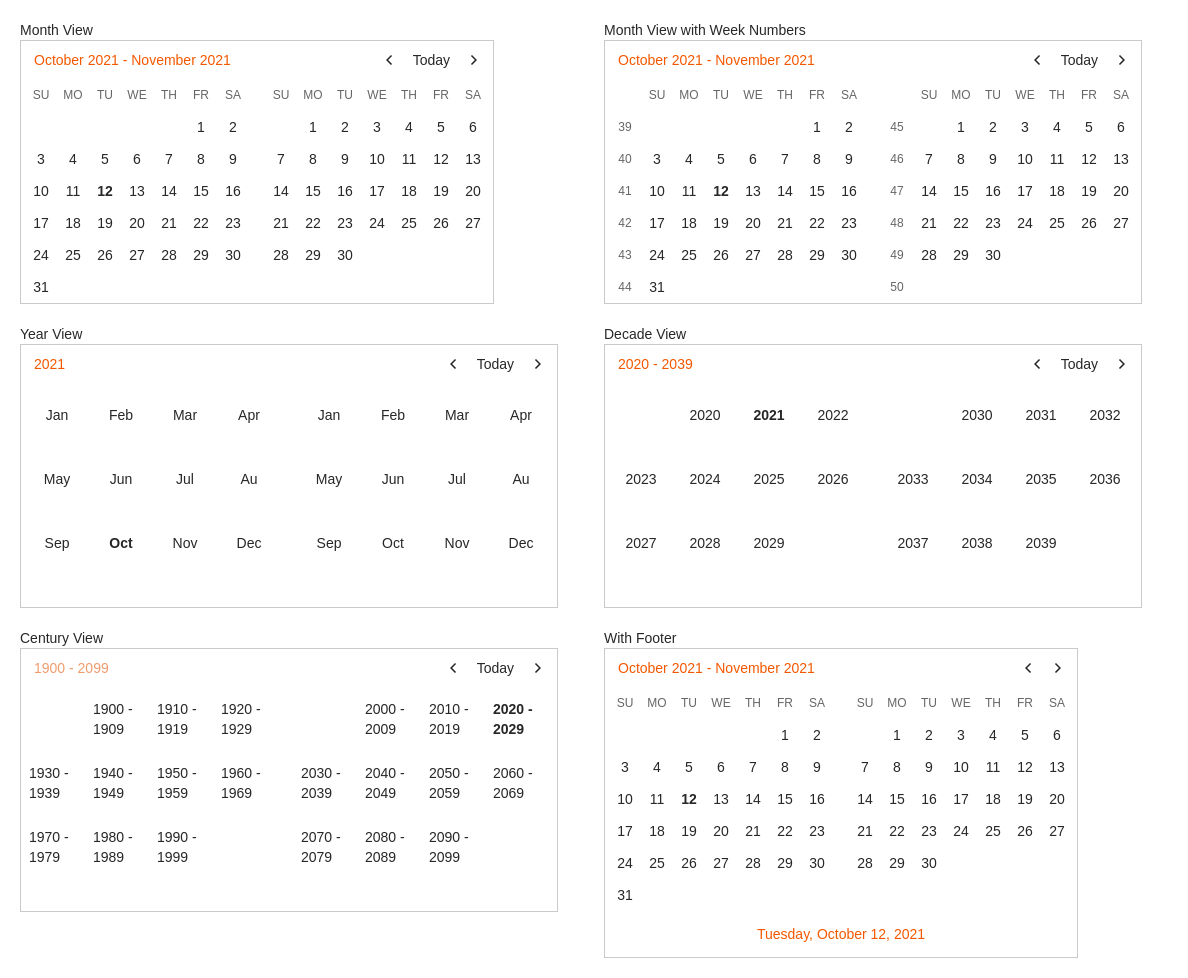 Month View
October 2021 - November 2021 Today
SU MO TU WE TH FR SA SU MO TU WE TH FR SA
1 2 1 2 3 4 5 6
3 4 5 6 7 8 9 7 8 9 10 11 12 13
10 11 12 13 14 15 16 14 15 16 17 18 19 20
17 18 19 20 21 22 23 21 22 23 24 25 26 27
24 25 26 27 28 29 30 28 29 30
31
Month View with Week Numbers
October 2021 - November 2021 Today
SU MO TU WE TH FR SA SU MO TU WE TH FR SA
39 1 2 45 1 2 3 4 5 6
40 3 4 5 6 7 8 9 46 7 8 9 10 11 12 13
41 10 11 12 13 14 15 16 47 14 15 16 17 18 19 20
42 17 18 19 20 21 22 23 48 21 22 23 24 25 26 27
43 24 25 26 27 28 29 30 49 28 29 30
44 31 50
Year View
2021 Today
Jan Feb Mar Apr Jan Feb Mar Apr
May Jun Jul Au May Jun Jul Au
Sep Oct Nov Dec Sep Oct Nov Dec
Decade View
2020 - 2039 Today
2020 2021 2022 2030 2031 2032
2023 2024 2025 2026 2033 2034 2035 2036
2027 2028 2029 2037 2038 2039
Century View
1900 - 2099 Today
1900 - 1910 - 1920 - 2000 - 2010 - 2020 -
1909 1919 1929 2009 2019 2029
1930 - 1940 - 1950 - 1960 - 2030 - 2040 - 2050 - 2060 -
1939 1949 1959 1969 2039 2049 2059 2069
1970 - 1980 - 1990 - 2070 - 2080 - 2090 -
1979 1989 1999 2079 2089 2099
With Footer
October 2021 - November 2021
SU MO TU WE TH FR SA SU MO TU WE TH FR SA
1 2 1 2 3 4 5 6
3 4 5 6 7 8 9 7 8 9 10 11 12 13
10 11 12 13 14 15 16 14 15 16 17 18 19 20
17 18 19 20 21 22 23 21 22 23 24 25 26 27
24 25 26 27 28 29 30 28 29 30
31
Tuesday, October 12, 2021